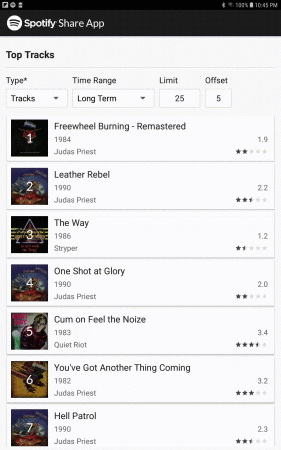 100% 10:45 PM
Spotify Share App
Top Tracks
Type* Time Range Limit Offset
Tracks Long Term 25 5
1 Freewheel Burning - Remastered
1984 1.9
Judas Priest
2 Leather Rebel
1990 2.2
Judas Priest
3 The Way
1986 1.2
Stryper
4 One Shot at Glory
1990 2.0
Judas Priest
5 Cum on Feel the Noize
1983 3.4
Quiet Riot
6 You've Got Another Thing Coming
1982 3.2
Judas Priest
7 Hell Patrol
1990 2.3
Judas Priest